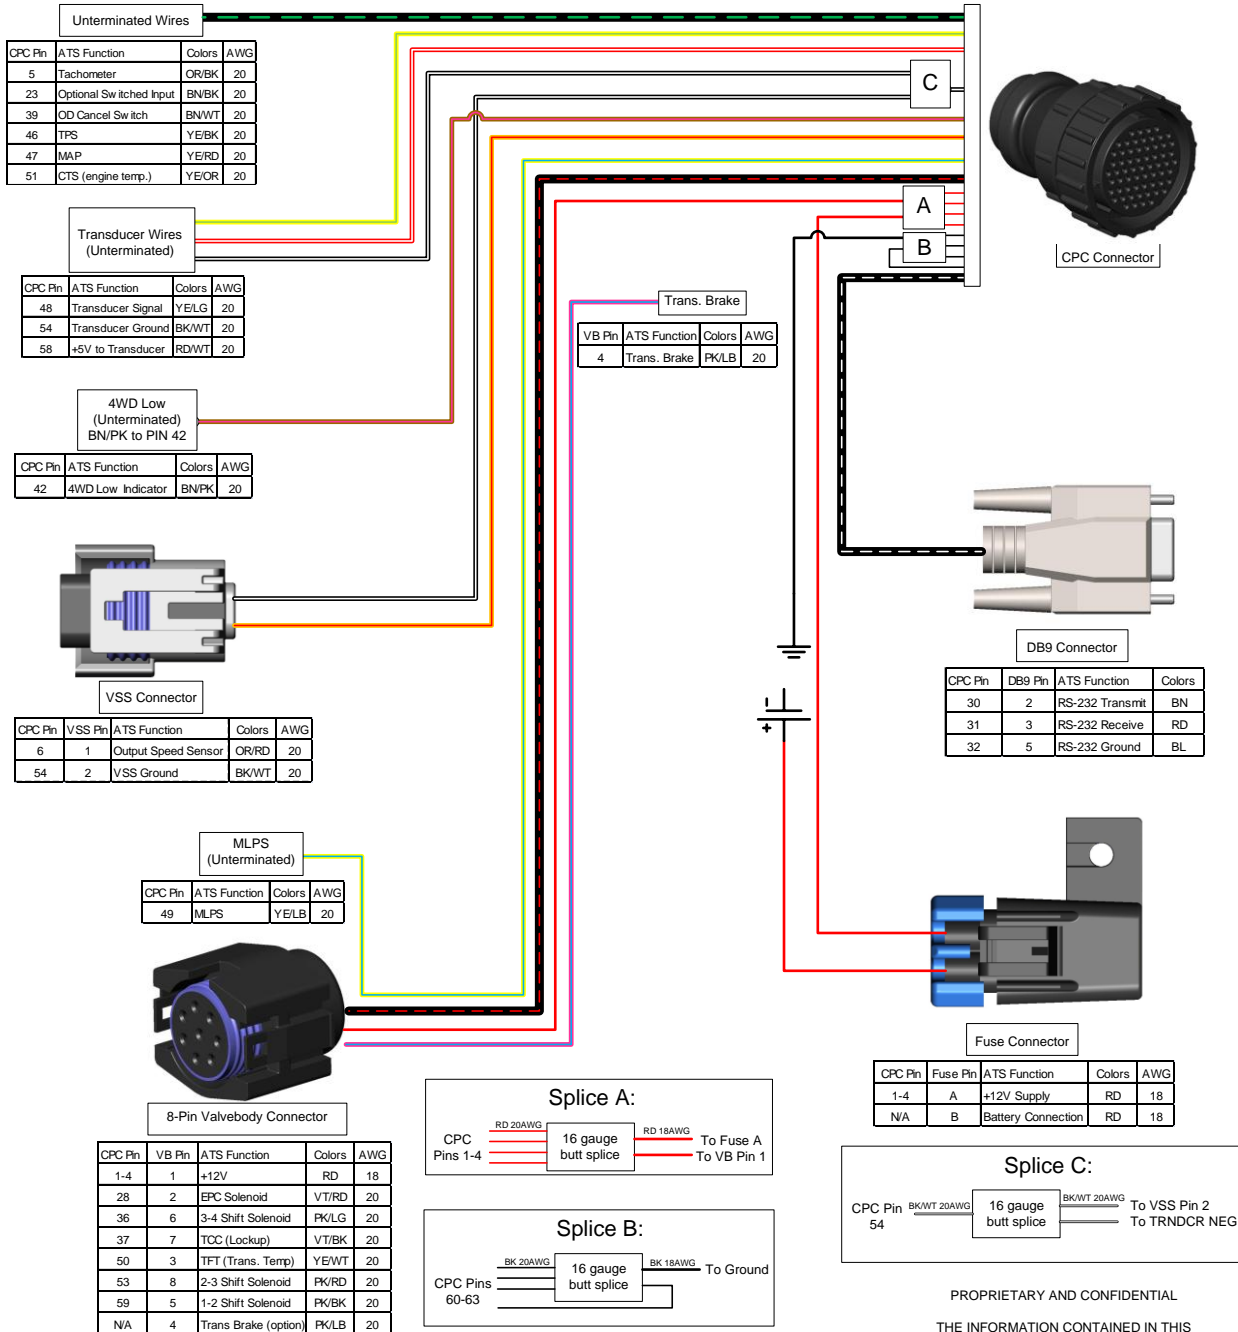 Unterminated Wires
CPC Pin ATS Function Colors AWG
5 Tachometer OR/BK 20
23 Optional Switched Input BN/BK 20
39 OD Cancel Switch BN/WT 20
46 TPS YE/BK 20
47 MAP YE/RD 20
51 CTS (engine temp.) YE/OR 20
C
A
B
CPC Connector
Transducer Wires
(Unterminated)
CPC Pin ATS Function Colors AWG
48 Transducer Signal YE/LG 20
54 Transducer Ground BK/WT 20
58 +5V to Transducer RD/WT 20
Trans. Brake
VB Pin ATS Function Colors AWG
4 Trans. Brake PK/LB 20
4WD Low
(Unterminated)
BN/PK to PIN 42
CPC Pin ATS Function Colors AWG
42 4WD Low Indicator BN/PK 20
DB9 Connector
CPC Pin DB9 Pin ATS Function Colors
30 2 RS-232 Transmit BN
31 3 RS-232 Receive RD
32 5 RS-232 Ground BL
VSS Connector
CPC Pin VSS Pin ATS Function Colors AWG
6 1 Output Speed Sensor OR/RD 20
54 2 VSS Ground BK/WT 20
-
+
MLPS
(Unterminated)
CPC Pin ATS Function Colors AWG
49 MLPS YE/LB 20
Fuse Connector
CPC Pin Fuse Pin ATS Function Colors AWG
1-4 A +12V Supply RD 18
N/A B Battery Connection RD 18
8-Pin Valvebody Connector
CPC Pin VB Pin ATS Function Colors AWG
1-4 1 +12V RD 18
28 2 EPC Solenoid VT/RD 20
36 6 3-4 Shift Solenoid PK/LG 20
37 7 TCC (Lockup) VT/BK 20
50 3 TFT (Trans. Temp) YE/WT 20
53 8 2-3 Shift Solenoid PK/RD 20
59 5 1-2 Shift Solenoid PK/BK 20
N/A 4 Trans Brake (option) PK/LB 20
Splice A:
RD 20AWG
RD 18AWG
CPC
Pins 1-4
16 gauge
butt splice
To Fuse A
To VB Pin 1
Splice B:
BK 20AWG
BK 18AWG
CPC Pins
60-63
16 gauge
butt splice
To Ground
Splice C:
CPC Pin
54
BK/WT 20AWG
16 gauge
butt splice
BK/WT 20AWG
To VSS Pin 2
To TRNDCR NEG
PROPRIETARY AND CONFIDENTIAL
THE INFORMATION CONTAINED IN THIS